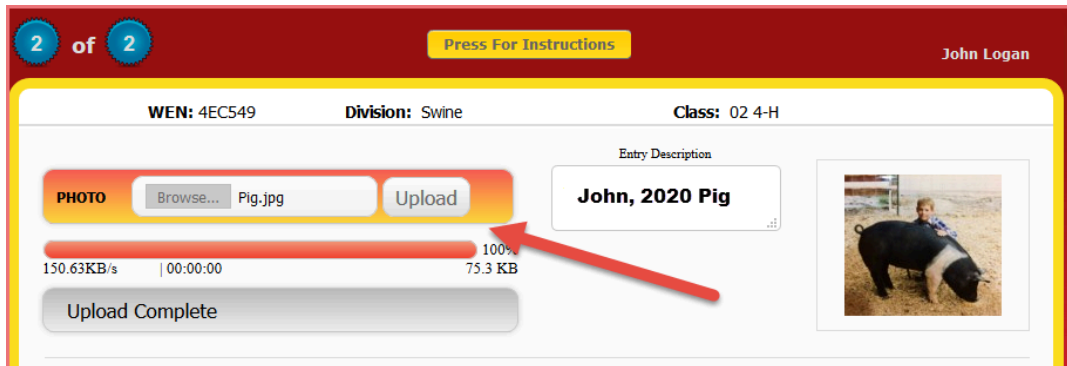 2 of 2
Press For Instructions
John Logan
WEN: 4EC549 Division: Swine Class: 02 4-H
Entry Description
PHOTO Browse... Pig.jpg Upload
John, 2020 Pig
100%
150.63KB/s | 00:00:00 75.3 KB
Upload Complete